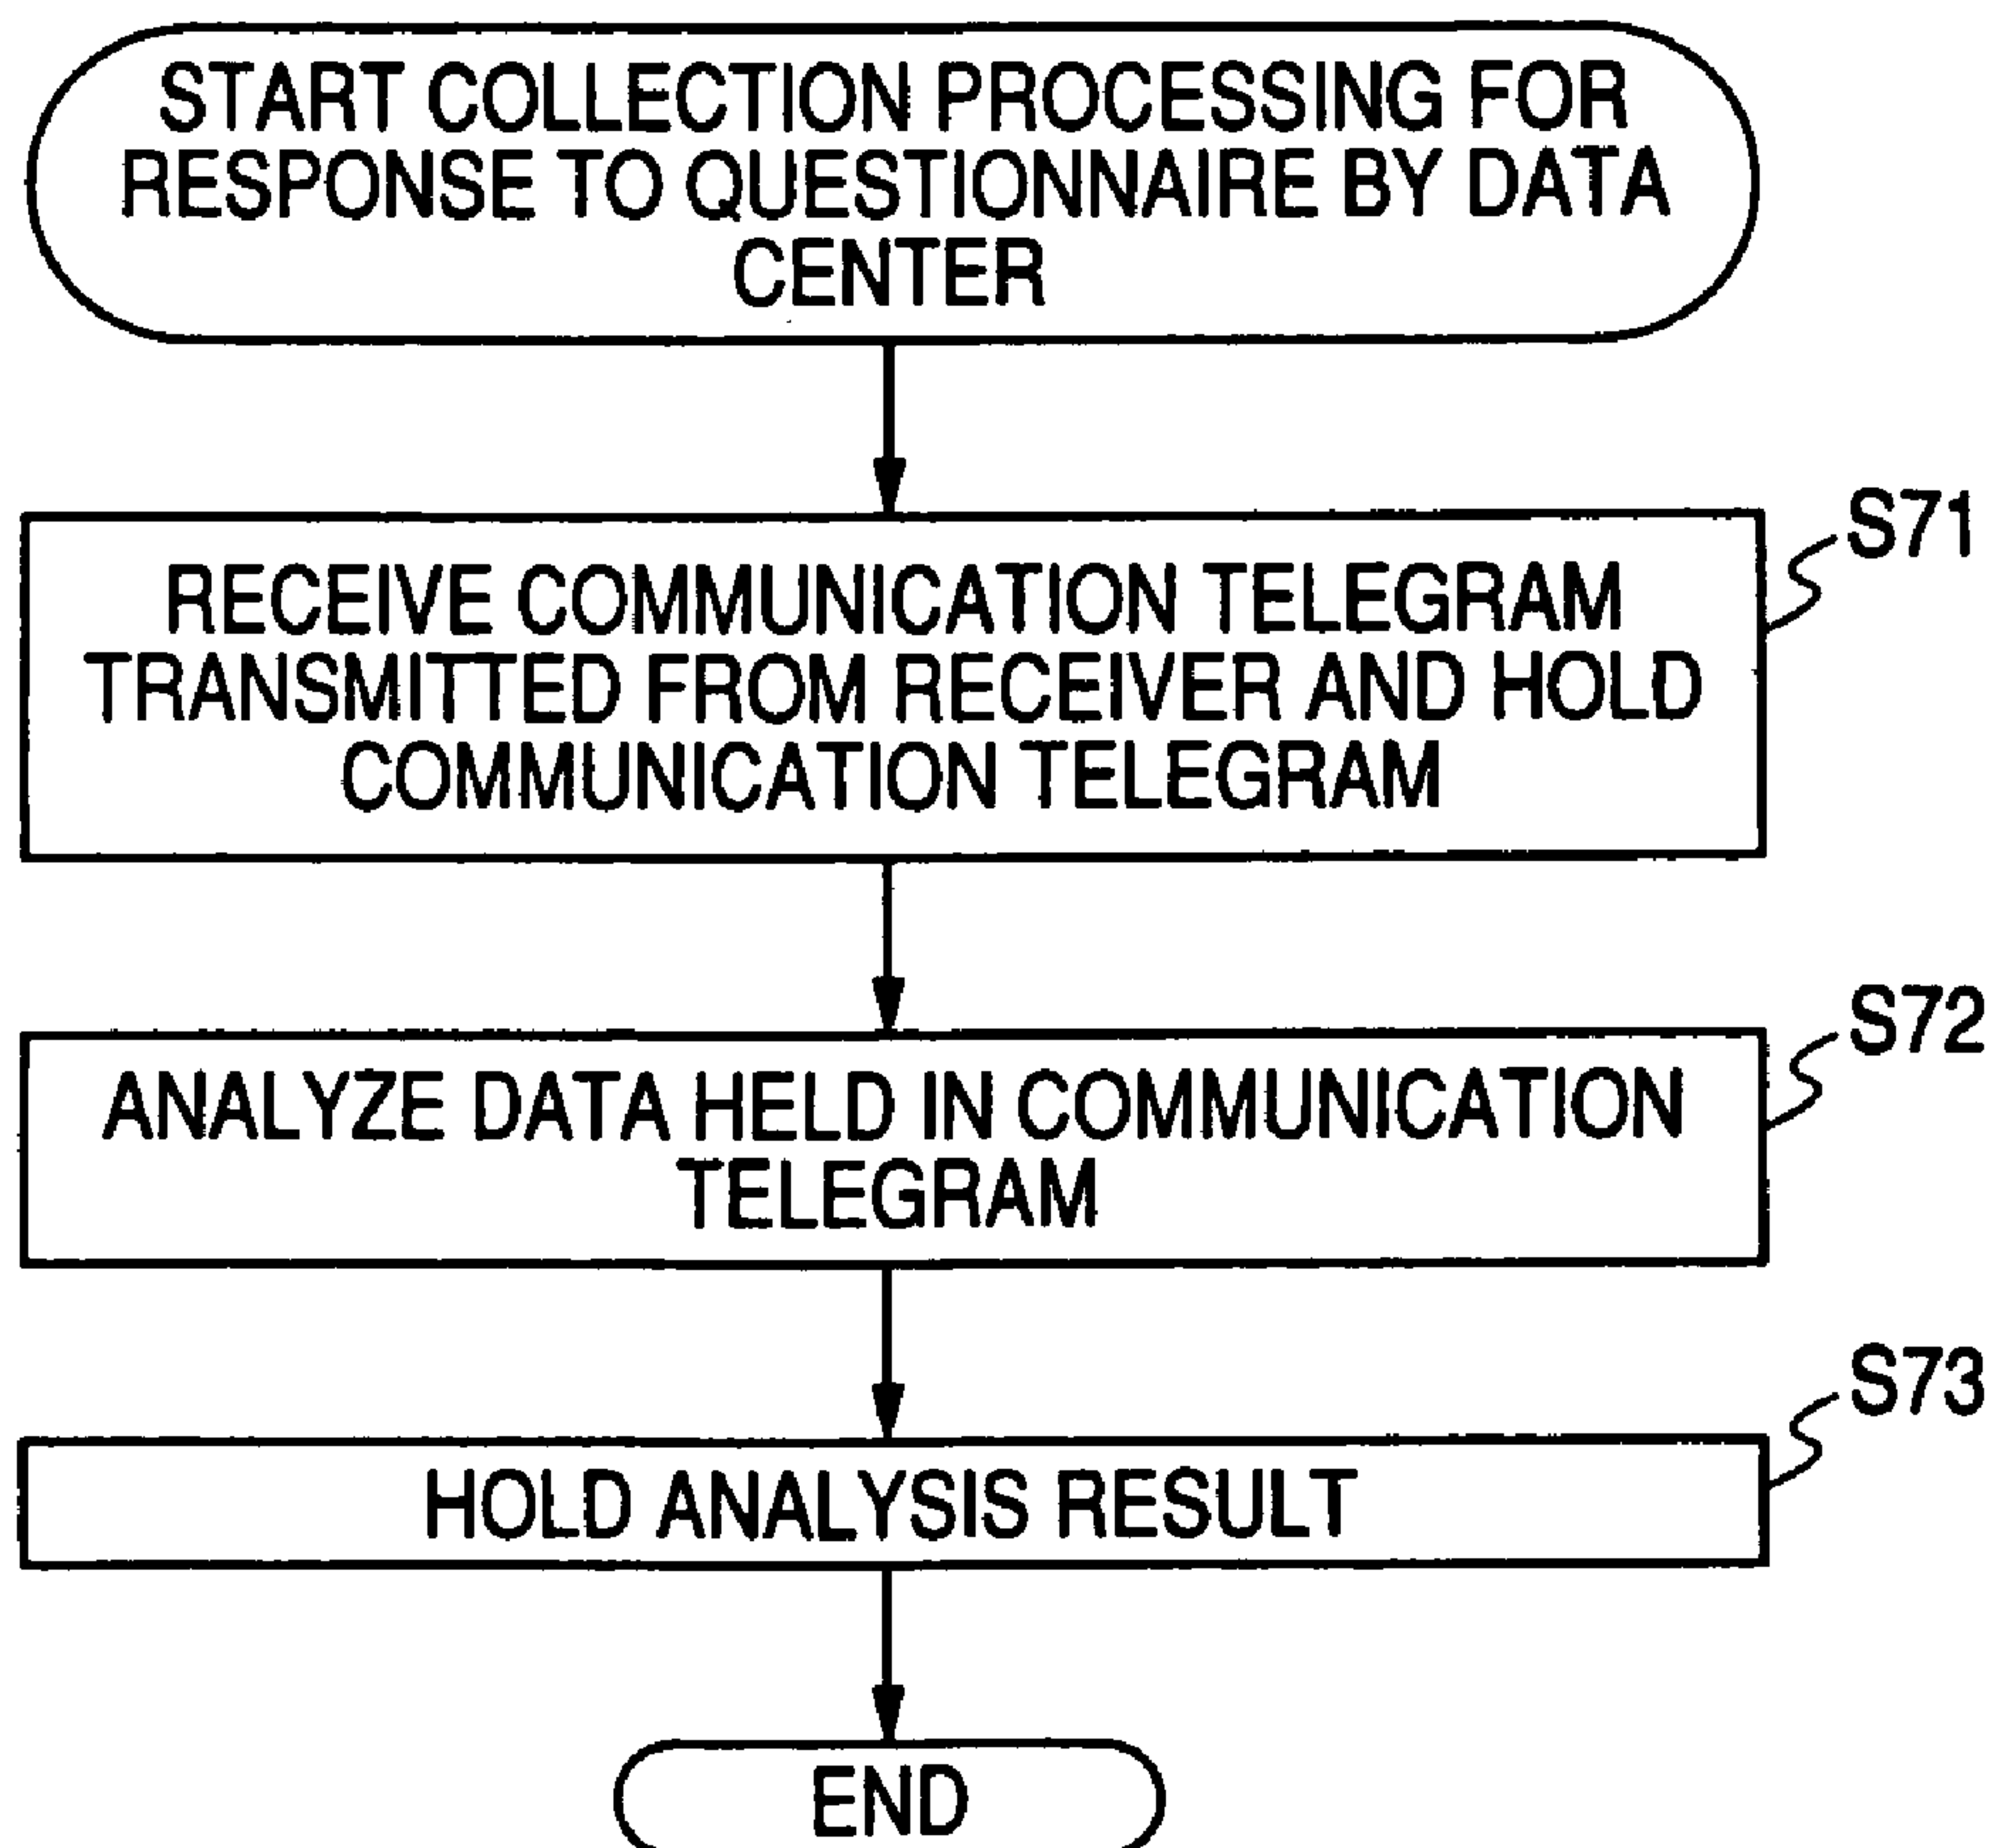 START COLLECTION PROCESSING FOR
RESPONSE TO QUESTIONNAIRE BY DATA
CENTER
S71
RECEIVE COMMUNICATION TELEGRAM
TRANSMITTED FROM RECEIVER AND HOLD
COMMUNICATION TELEGRAM
S72
ANALYZE DATA HELD IN COMMUNICATION
TELEGRAM
S73
HOLD ANALYSIS RESULT
END